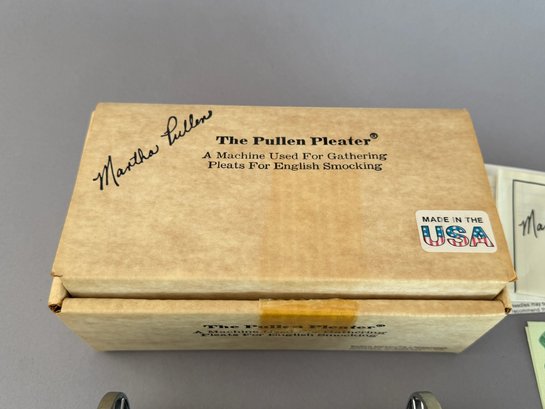 Martha Pullen
The Pullen Pleater®
A Machine Used For Gathering
Pleats For English Smocking
MADE IN THE
USA
The Pullen Pleater®
A Machine Used For Gathering
Pleats For English Smocking